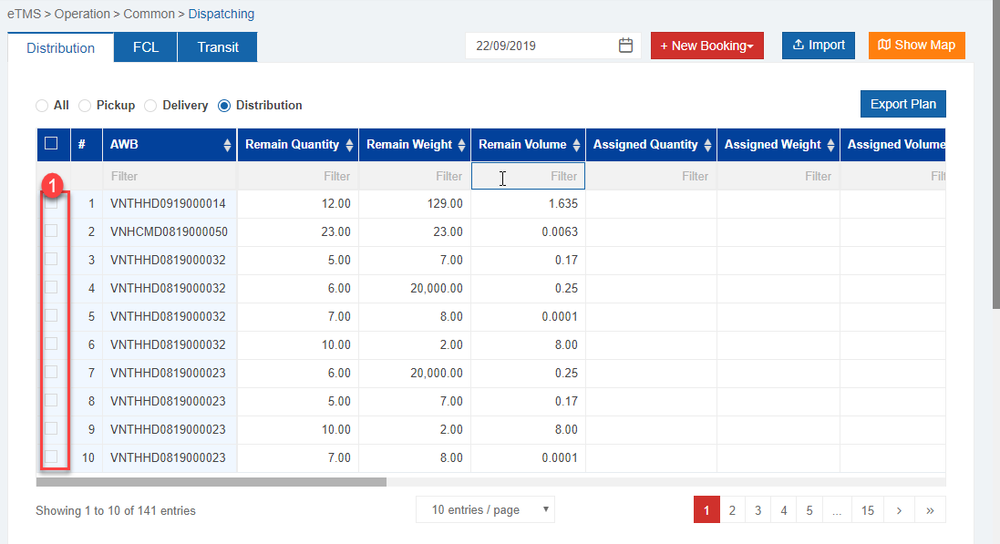 eTMS > Operation > Common > Dispatching
Distribution FCL Transit 22/09/2019 + New Booking Import Show Map
All Pickup Delivery Distribution Export Plan
# AWB Remain Quantity Remain Weight Remain Volume Assigned Quantity Assigned Weight Assigned Volume
Filter Filter Filter Filter Filter Filter Filt
1
1 VNTHHD0919000014 12.00 129.00 1.635
2 VNHCMD0819000050 23.00 23.00 0.0063
3 VNTHHD0819000032 5.00 7.00 0.17
4 VNTHHD0819000032 6.00 20,000.00 0.25
5 VNTHHD0819000032 7.00 8.00 0.0001
6 VNTHHD0819000032 10.00 2.00 8.00
7 VNTHHD0819000023 6.00 20,000.00 0.25
8 VNTHHD0819000023 5.00 7.00 0.17
9 VNTHHD0819000023 10.00 2.00 8.00
10 VNTHHD0819000023 7.00 8.00 0.0001
Showing 1 to 10 of 141 entries 10 entries / page 1 2 3 4 5 ... 15 › »